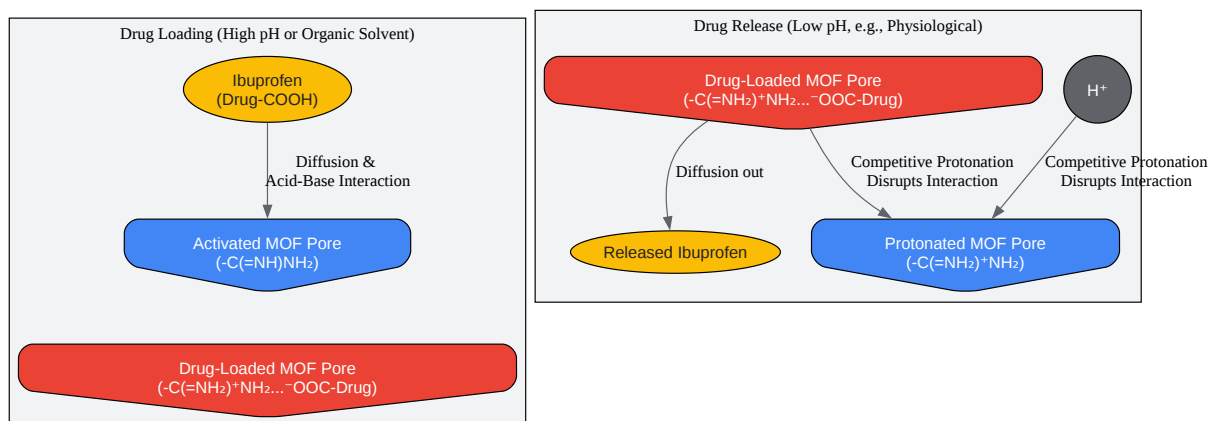 Drug Loading (High pH or Organic Solvent)
Ibuprofen
(Drug-COOH)
Diffusion &
Acid-Base Interaction
Activated MOF Pore
(-C(=NH)NH₂)
Drug-Loaded MOF Pore
(-C(=NH₂)⁺NH₂...⁻OOC-Drug)
Drug Release (Low pH, e.g., Physiological)
Drug-Loaded MOF Pore
(-C(=NH₂)⁺NH₂...⁻OOC-Drug)
H⁺
Diffusion out
Competitive Protonation
Disrupts Interaction
Competitive Protonation
Disrupts Interaction
Released Ibuprofen
Protonated MOF Pore
(-C(=NH₂)⁺NH₂)